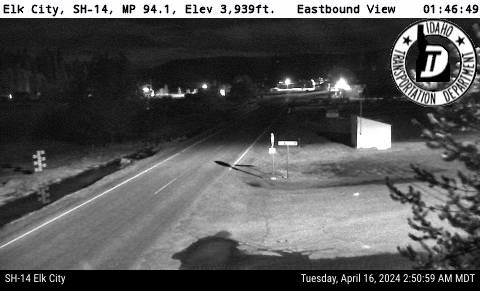 Elk City, SH-14, MP 94.1, Elev 3,939ft. Eastbound View 01:46:49
IDAHO
TRANSPORTATION DEPARTMENT
SH-14 Elk City Tuesday, April 16, 2024 2:50:59 AM MDT